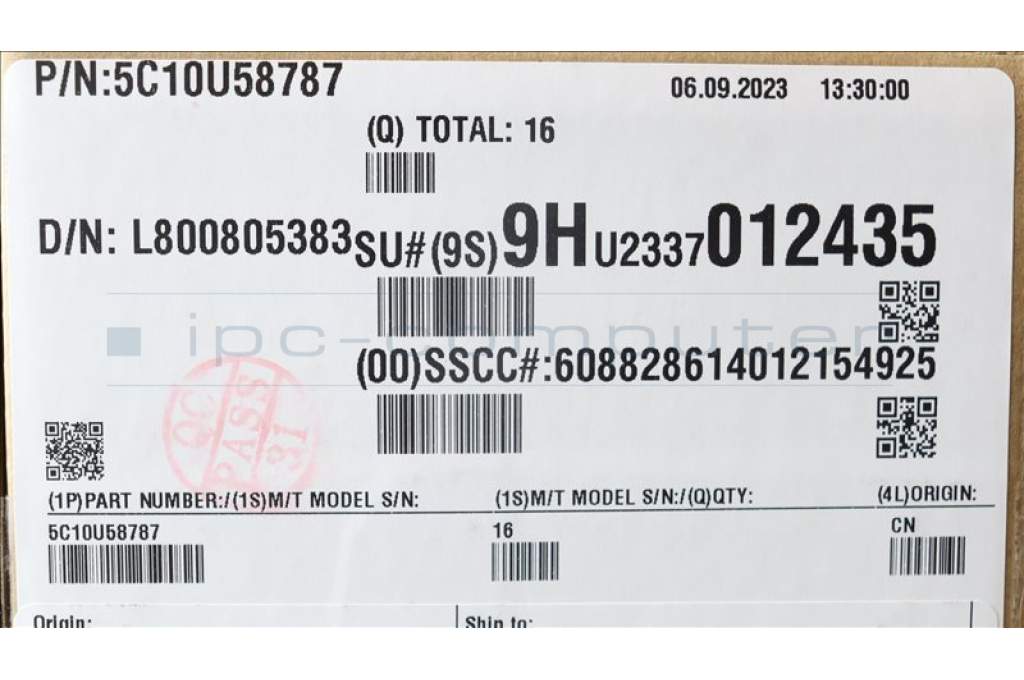 P/N:5C10U58787
06.09.2023 13:30:00
(Q) TOTAL: 16
D/N: L800805383 SU#(9S)9HU2337012435
ipc-computer
(00)SSCC#:608828614012154925
QC PASS
(1P)PART NUMBER:/(1S)M/T MODEL S/N: (1S)M/T MODEL S/N:/(Q)QTY: (4L)ORIGIN:
5C10U58787 16 CN
Origin: Ship to: